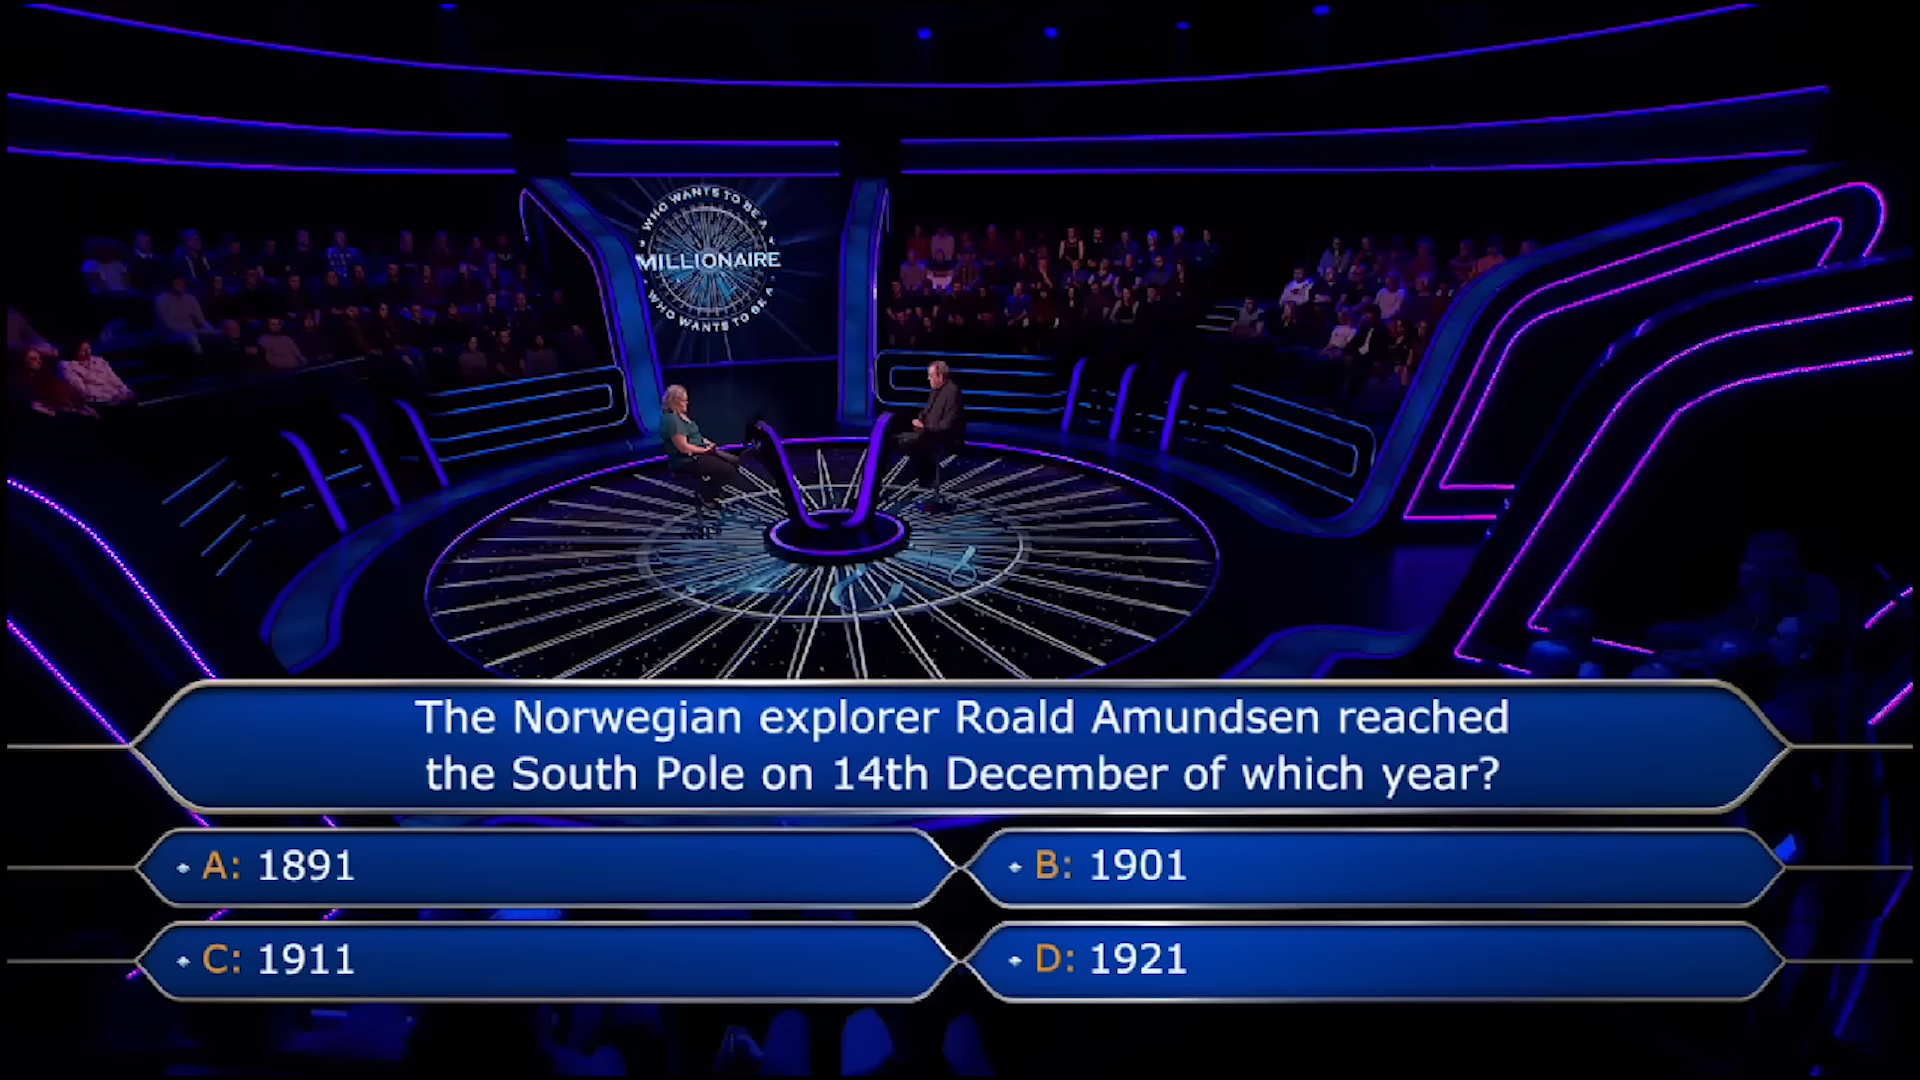 WHO WANTS TO BE A
MILLIONAIRE
WHO WANTS TO BE A
The Norwegian explorer Roald Amundsen reached
the South Pole on 14th December of which year?
A: 1891
B: 1901
C: 1911
D: 1921